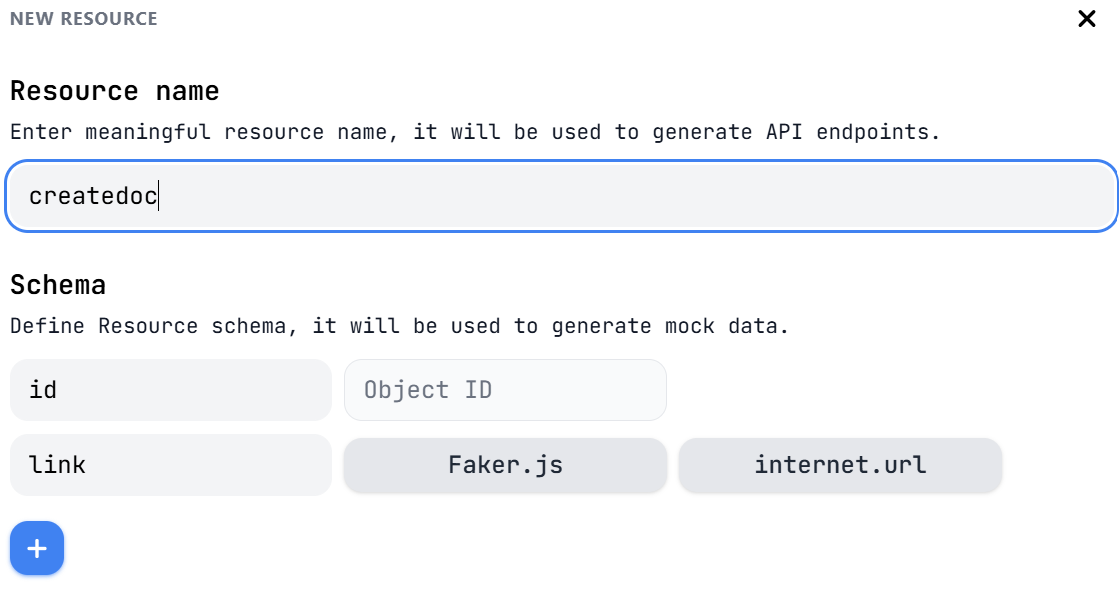 NEW RESOURCE
Resource name
Enter meaningful resource name, it will be used to generate API endpoints.
createdoc
Schema
Define Resource schema, it will be used to generate mock data.
id Object ID
link Faker.js internet.url